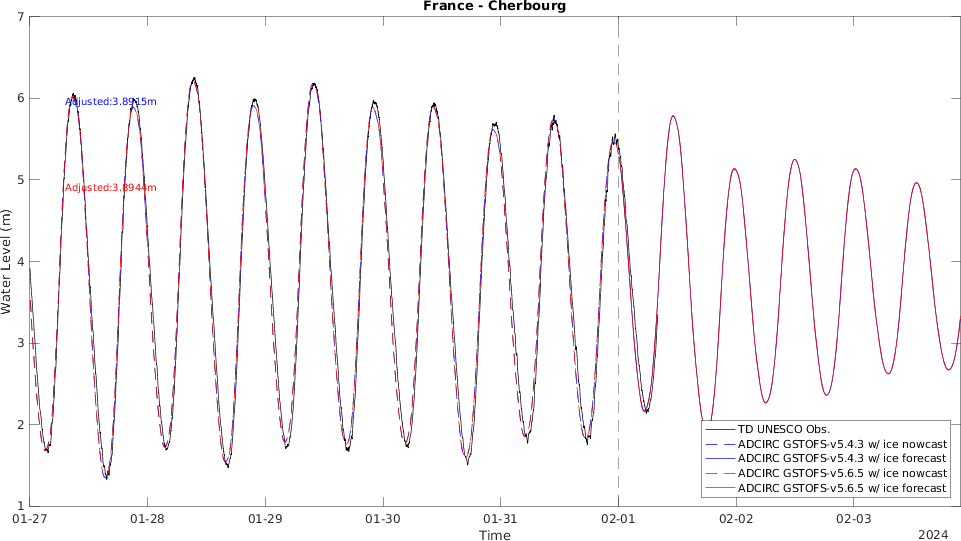 France - Cherbourg
7
6
5
4
3
2
1
Water Level (m)
Adjusted:3.8915m
Adjusted:3.8944m
TD UNESCO Obs.
ADCIRC GSTOFS-v5.4.3 w/ ice nowcast
ADCIRC GSTOFS-v5.4.3 w/ ice forecast
ADCIRC GSTOFS-v5.6.5 w/ ice nowcast
ADCIRC GSTOFS-v5.6.5 w/ ice forecast
01-27 01-28 01-29 01-30 01-31 02-01 02-02 02-03
Time
2024